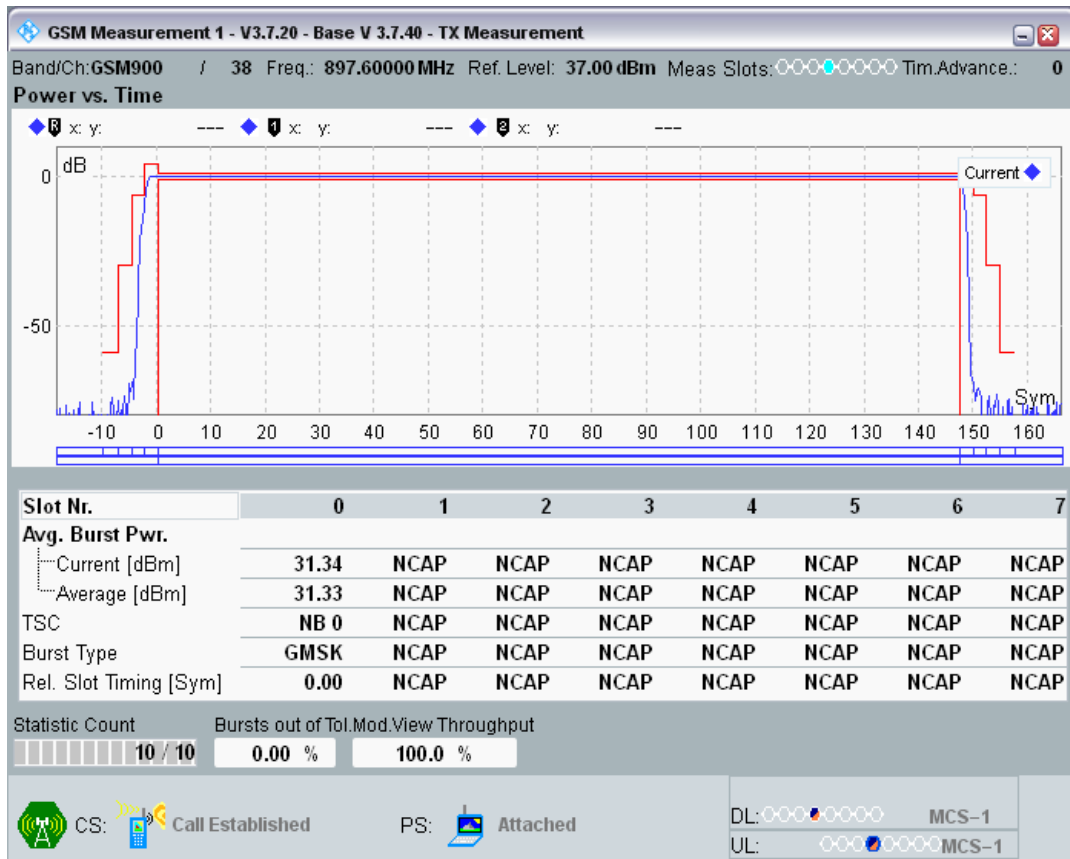 GSM Measurement 1 - V3.7.20 - Base V 3.7.40 - TX Measurement
Band/Ch:GSM900 / 38 Freq.: 897.60000 MHz Ref. Level: 37.00 dBm Meas Slots: Tim.Advance.: 0
Power vs. Time
R x: y: --- 1 x: y: --- 2 x: y: ---
dB
Current
0
-50
Sym
-10 0 10 20 30 40 50 60 70 80 90 100 110 120 130 140 150 160
Slot Nr. 0 1 2 3 4 5 6 7
Avg. Burst Pwr.
Current [dBm] 31.34 NCAP NCAP NCAP NCAP NCAP NCAP NCAP
Average [dBm] 31.33 NCAP NCAP NCAP NCAP NCAP NCAP NCAP
TSC NB 0 NCAP NCAP NCAP NCAP NCAP NCAP NCAP
Burst Type GMSK NCAP NCAP NCAP NCAP NCAP NCAP NCAP
Rel. Slot Timing [Sym] 0.00 NCAP NCAP NCAP NCAP NCAP NCAP NCAP
Statistic Count Bursts out of Tol. Mod.View Throughput
10 / 10 0.00 % 100.0 %
CS: Call Established PS: Attached
DL: MCS-1
UL: MCS-1